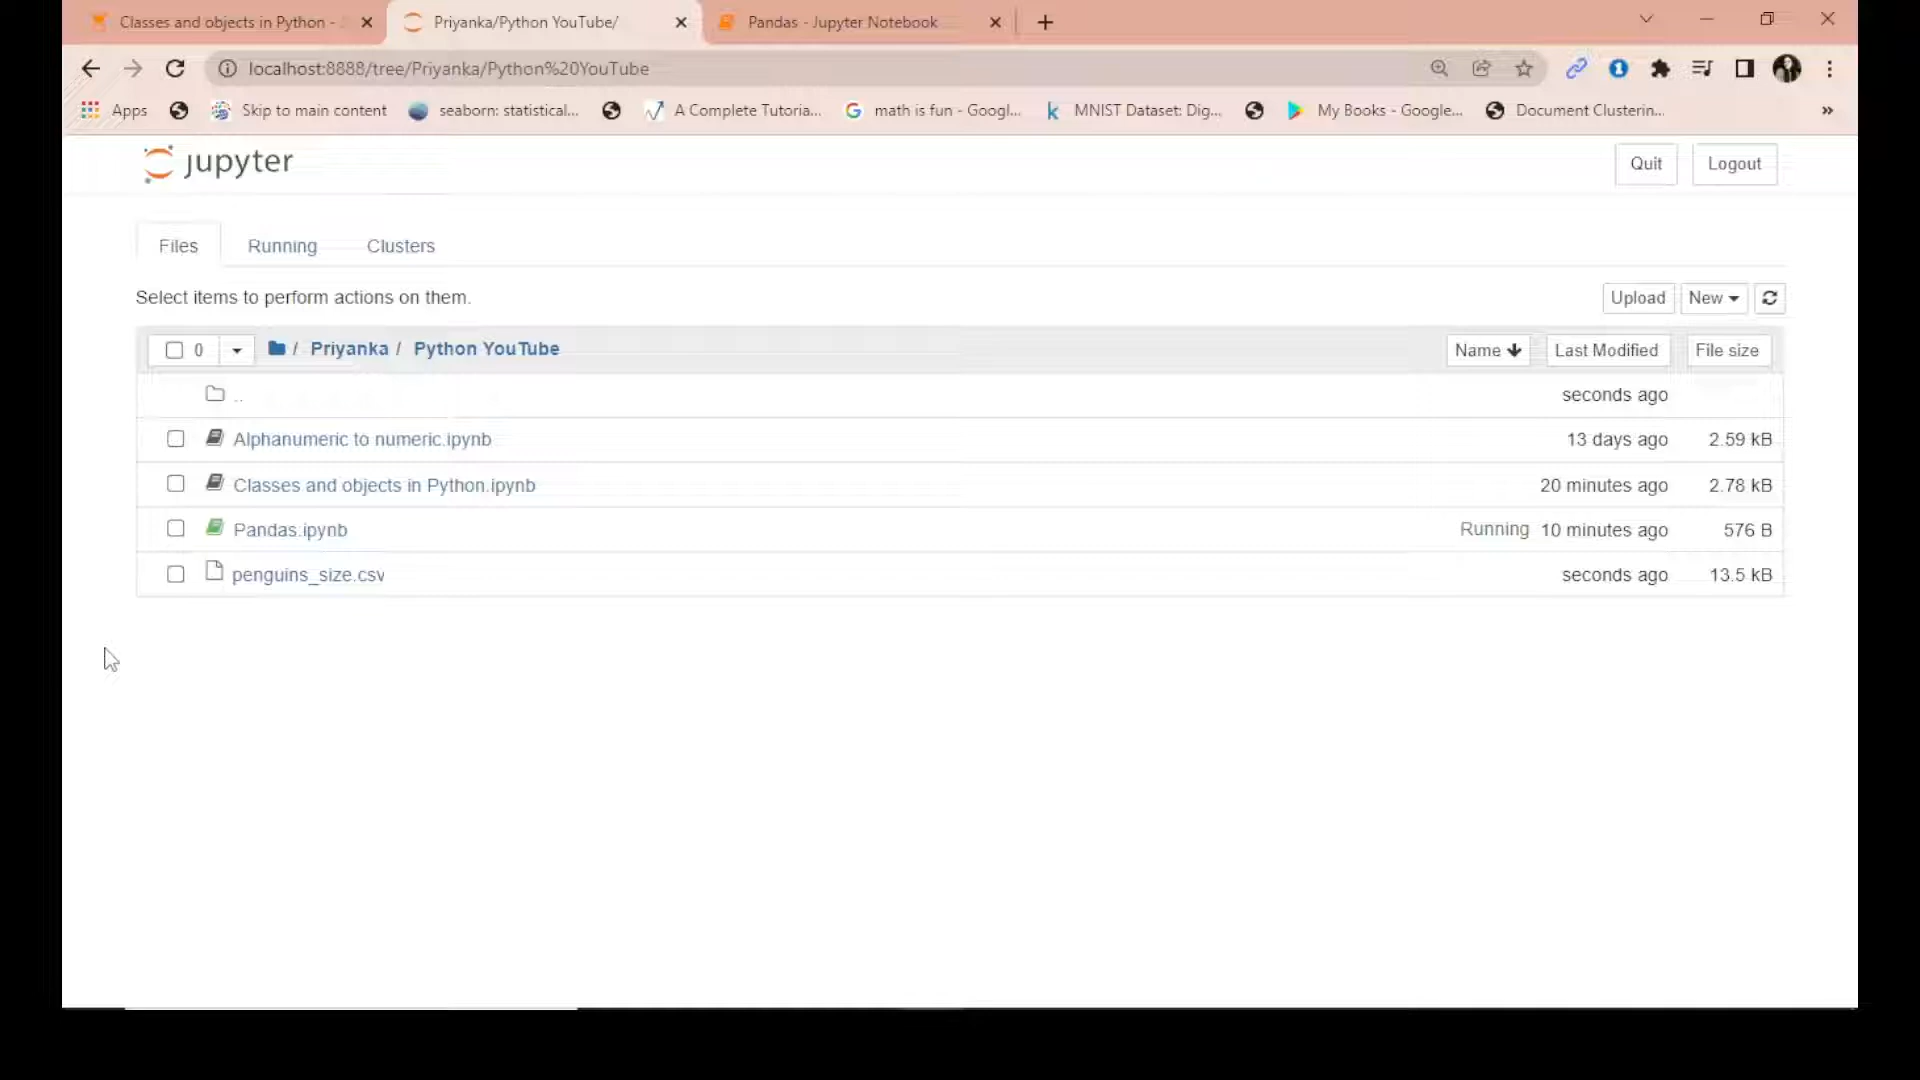 Classes and objects in Python -
Priyanka/Python YouTube/
Pandas - Jupyter Notebook
localhost:8888/tree/Priyanka/Python%20YouTube
Apps
Skip to main content
seaborn: statistical...
A Complete Tutoria...
math is fun - Googl...
MNIST Dataset: Dig...
My Books - Google...
Document Clusterin...
»
jupyter
Quit
Logout
Files
Running
Clusters
Select items to perform actions on them.
Upload
New
0
/ Priyanka / Python YouTube
Name
Last Modified
File size
..
seconds ago
Alphanumeric to numeric.ipynb
13 days ago
2.59 kB
Classes and objects in Python.ipynb
20 minutes ago
2.78 kB
Pandas.ipynb
Running
10 minutes ago
576 B
penguins_size.csv
seconds ago
13.5 kB